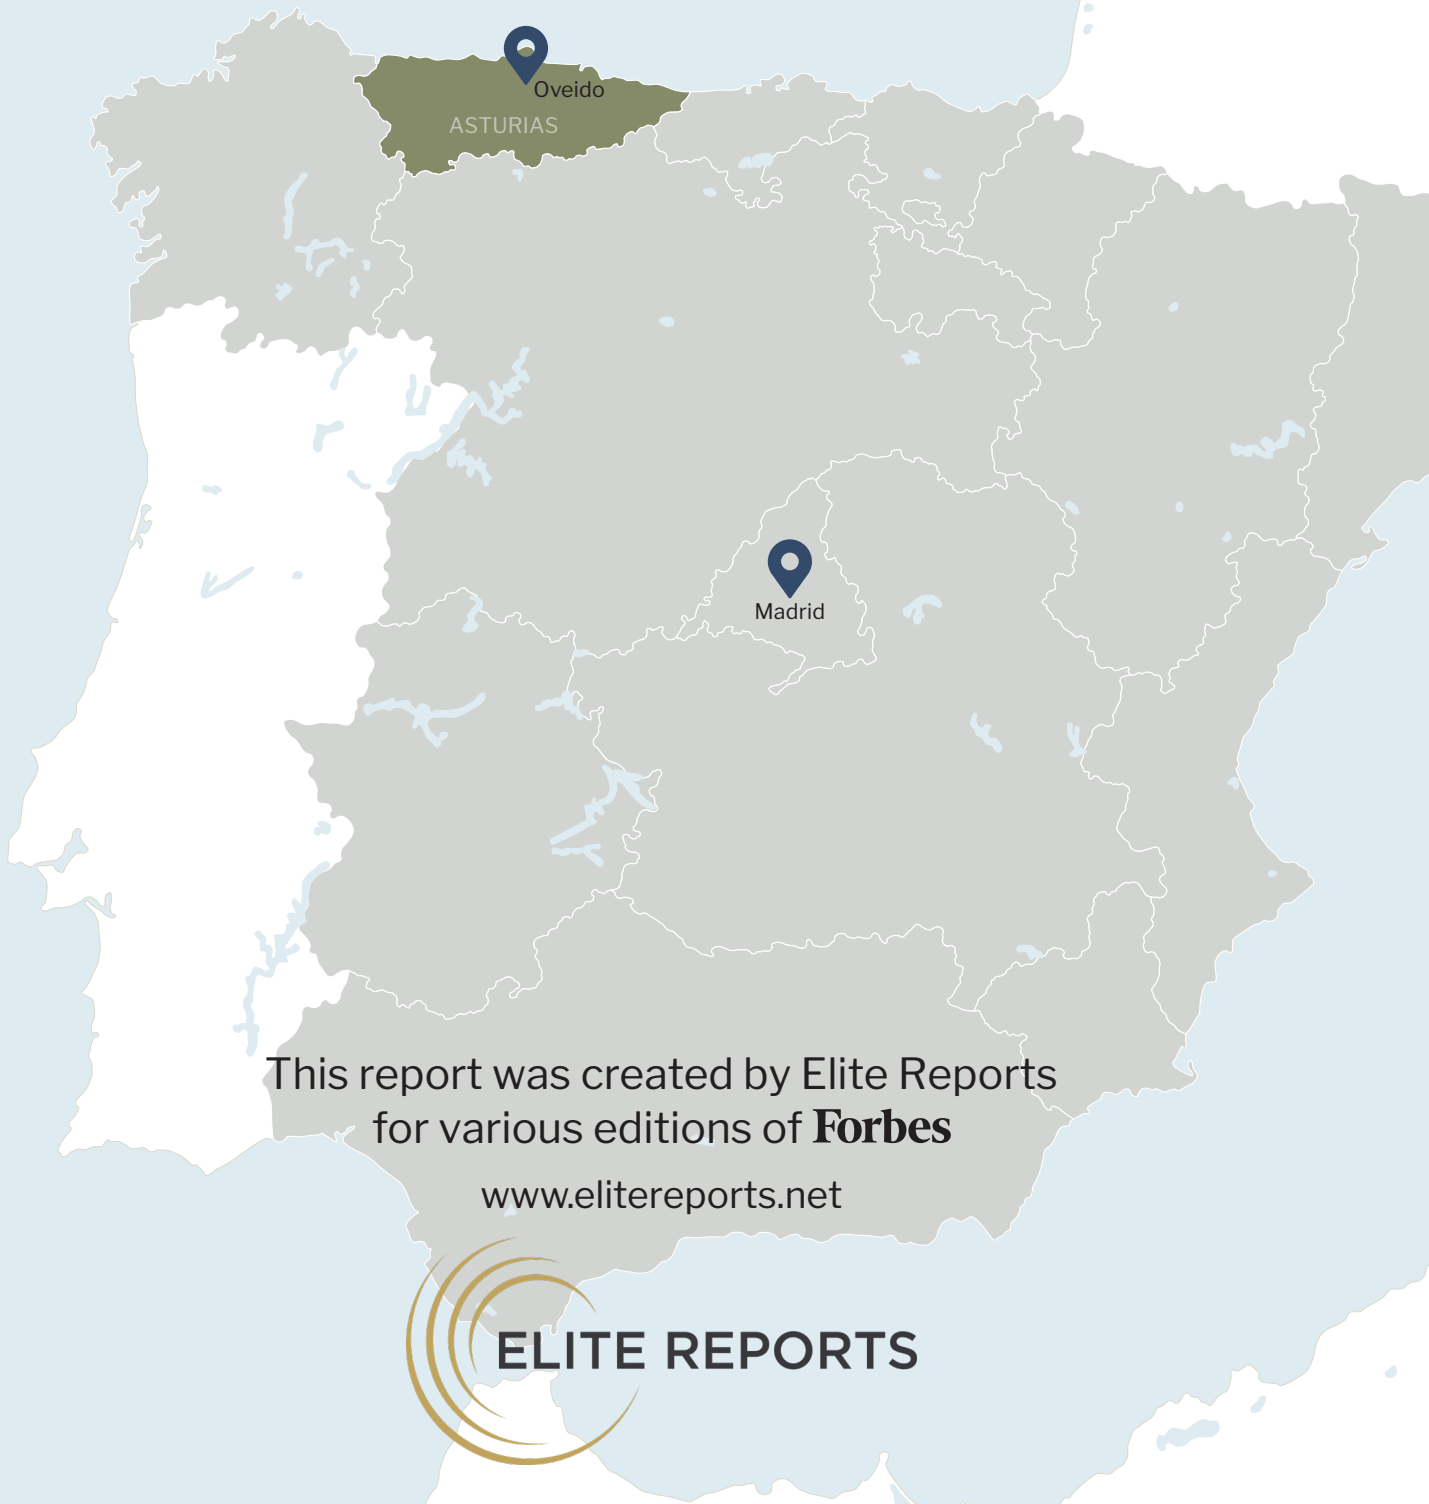 Oveido
ASTURIAS
Madrid
This report was created by Elite Reports
for various editions of Forbes
www.elitereports.net
ELITE REPORTS